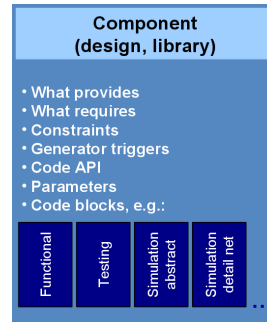 Component
(design, library)
• What provides
• What requires
• Constraints
• Generator triggers
• Code API
• Parameters
• Code blocks, e.g.:
Functional
Testing
Simulation
abstract
Simulation
detail net
...